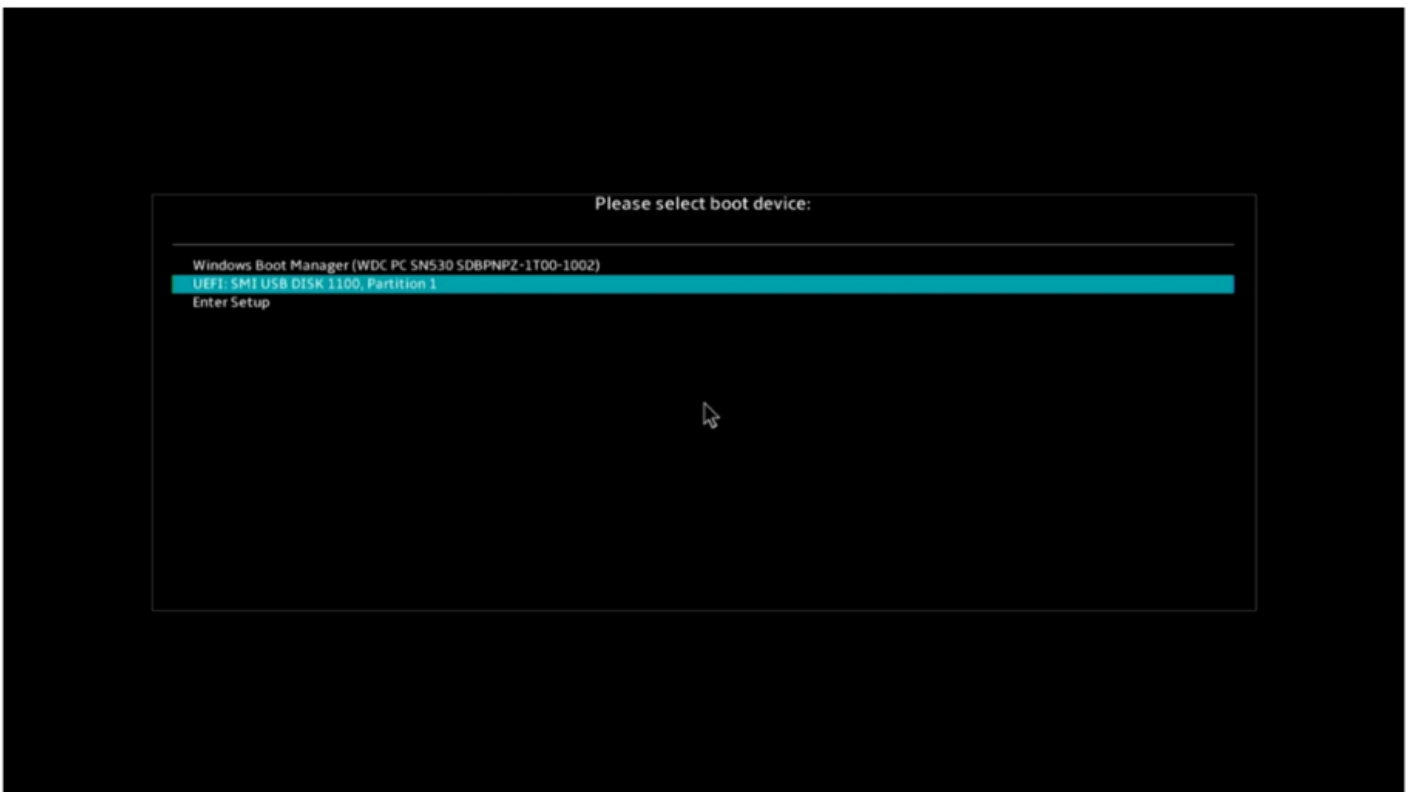 Please select boot device:
Windows Boot Manager (WDC PC SN530 SDBPNPZ-1T00-1002)
UEFI: SMI USB DISK 1100, Partition 1
Enter Setup